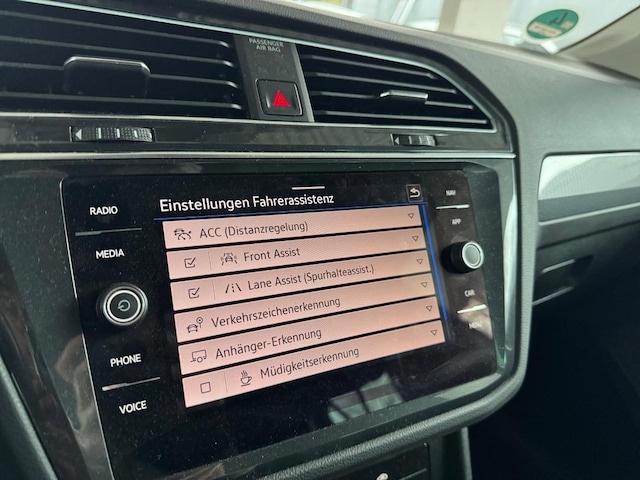 PASSENGER
AIR BAG
RADIO
MEDIA
PHONE
VOICE
Einstellungen Fahrerassistenz
ACC (Distanzregelung)
Front Assist
Lane Assist (Spurhalteassist.)
Verkehrszeichenerkennung
Anhänger-Erkennung
Müdigkeitserkennung
NAV
APP
CAR